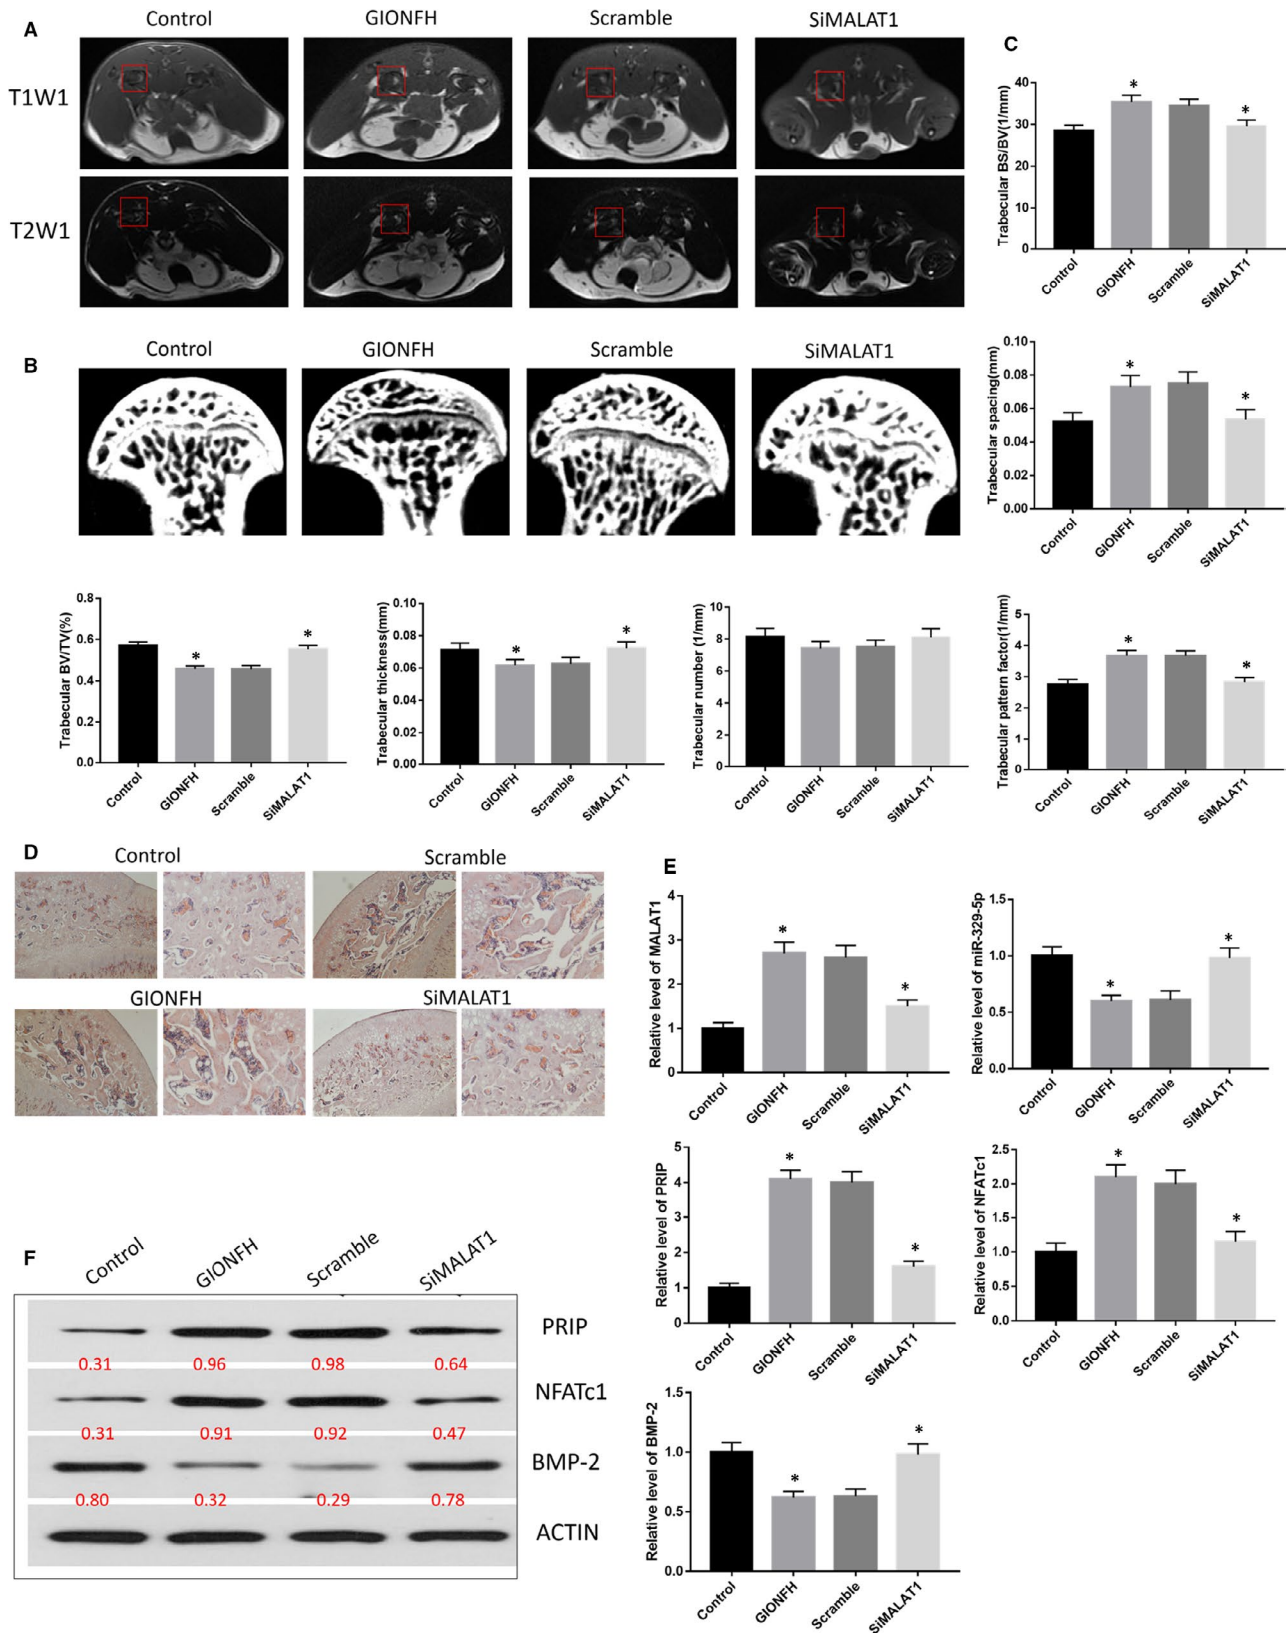 A
Control GIONFH Scramble SiMALAT1
T1W1
T2W1
B
Control GIONFH Scramble SiMALAT1
C
Trabecular BS/BV(1/mm)
40
30
20
10
0
*
*
Control GIONFH Scramble SiMALAT1
Trabecular spacing(mm)
0.10
0.08
0.06
0.04
0.02
0.00
*
*
Control GIONFH Scramble SiMALAT1
Trabecular BV/TV(%)
0.8
0.6
0.4
0.2
0.0
*
*
Control GIONFH Scramble SiMALAT1
Trabecular thickness(mm)
0.10
0.08
0.06
0.04
0.02
0.00
*
*
Control GIONFH Scramble SiMALAT1
Trabecular number (1/mm)
10
8
6
4
2
0
Control GIONFH Scramble SiMALAT1
Trabecular pattern factor(1/mm)
5
4
3
2
1
0
*
*
Control GIONFH Scramble SiMALAT1
D
Control Scramble
GIONFH SiMALAT1
E
Relative level of MALAT1
4
3
2
1
0
*
*
Control GIONFH Scramble SiMALAT1
Relative level of miR-329-5p
1.5
1.0
0.5
0.0
*
*
Control GIONFH Scramble SiMALAT1
Relative level of PRIP
5
4
3
2
1
0
*
*
Control GIONFH Scramble SiMALAT1
Relative level of NFATc1
2.5
2.0
1.5
1.0
0.5
0.0
*
*
Control GIONFH Scramble SiMALAT1
Relative level of BMP-2
1.5
1.0
0.5
0.0
*
*
Control GIONFH Scramble SiMALAT1
F
Control GIONFH Scramble SiMALAT1
PRIP
0.31 0.96 0.98 0.64
NFATc1
0.31 0.91 0.92 0.47
BMP-2
0.80 0.32 0.29 0.78
ACTIN